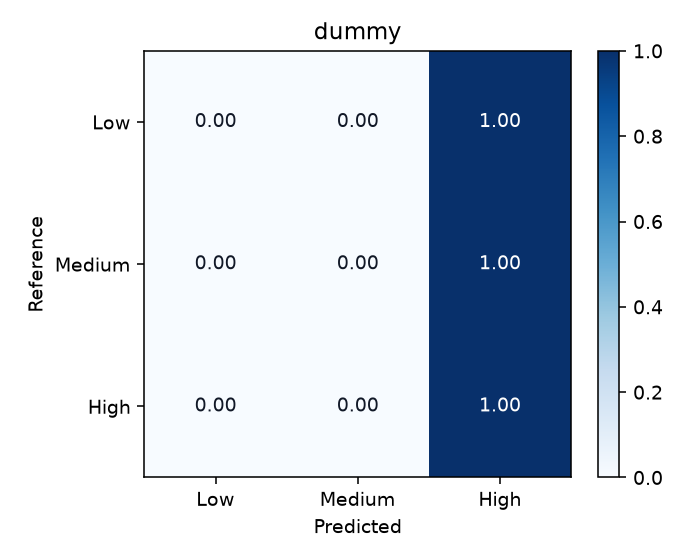 dummy
Reference
Low 0.00 0.00 1.00
Medium 0.00 0.00 1.00
High 0.00 0.00 1.00
Low Medium High
Predicted
1.0
0.8
0.6
0.4
0.2
0.0